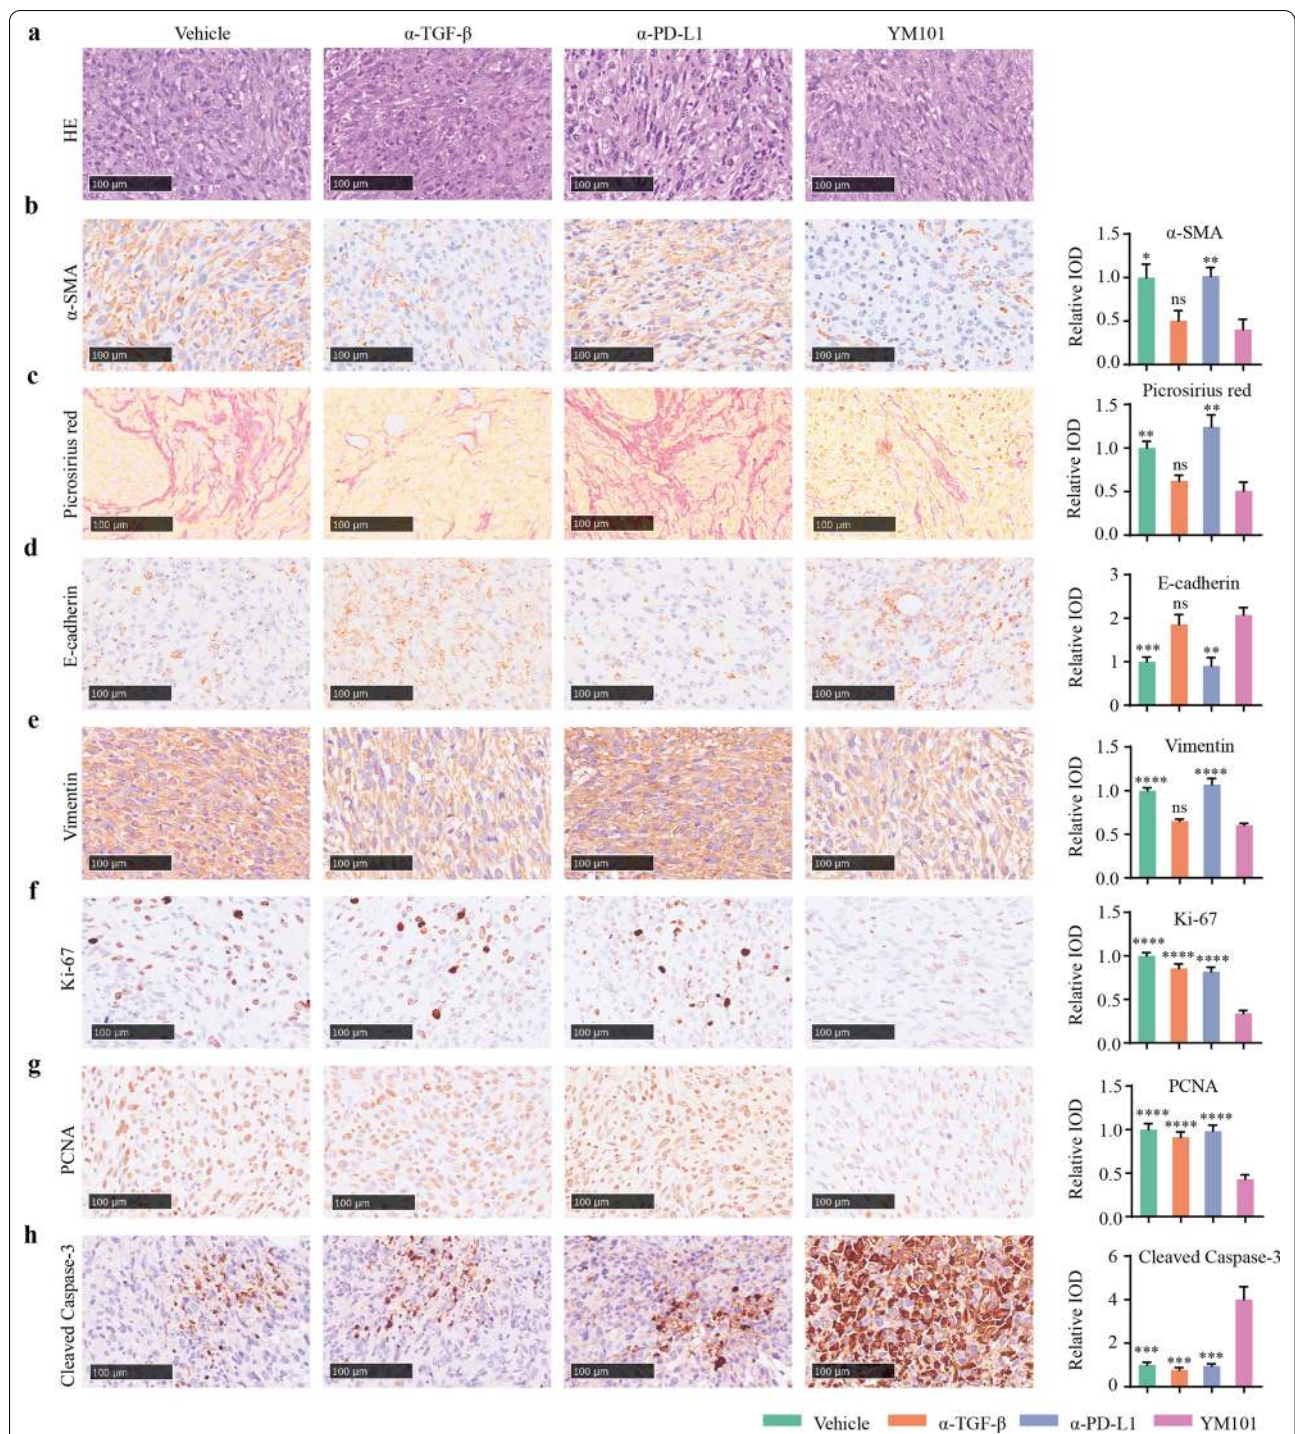 a
Vehicle α-TGF-β α-PD-L1 YM101
HE
100 μm 100 μm 100 μm 100 μm
b
α-SMA
100 μm 100 μm 100 μm 100 μm
α-SMA
Relative IOD
1.5
1.0
0.5
0.0
* ns **
c
Picrosirius red
100 μm 100 μm 100 μm 100 μm
Picrosirius red
Relative IOD
1.5
1.0
0.5
0.0
** ns **
d
E-cadherin
100 μm 100 μm 100 μm 100 μm
E-cadherin
Relative IOD
3
2
1
0
*** ns **
e
Vimentin
100 μm 100 μm 100 μm 100 μm
Vimentin
Relative IOD
1.5
1.0
0.5
0.0
**** ns ****
f
Ki-67
100 μm 100 μm 100 μm 100 μm
Ki-67
Relative IOD
1.5
1.0
0.5
0.0
**** **** ****
g
PCNA
100 μm 100 μm 100 μm 100 μm
PCNA
Relative IOD
1.5
1.0
0.5
0.0
**** **** ****
h
Cleaved Caspase-3
100 μm 100 μm 100 μm 100 μm
Cleaved Caspase-3
Relative IOD
6
4
2
0
*** *** ***
Vehicle α-TGF-β α-PD-L1 YM101